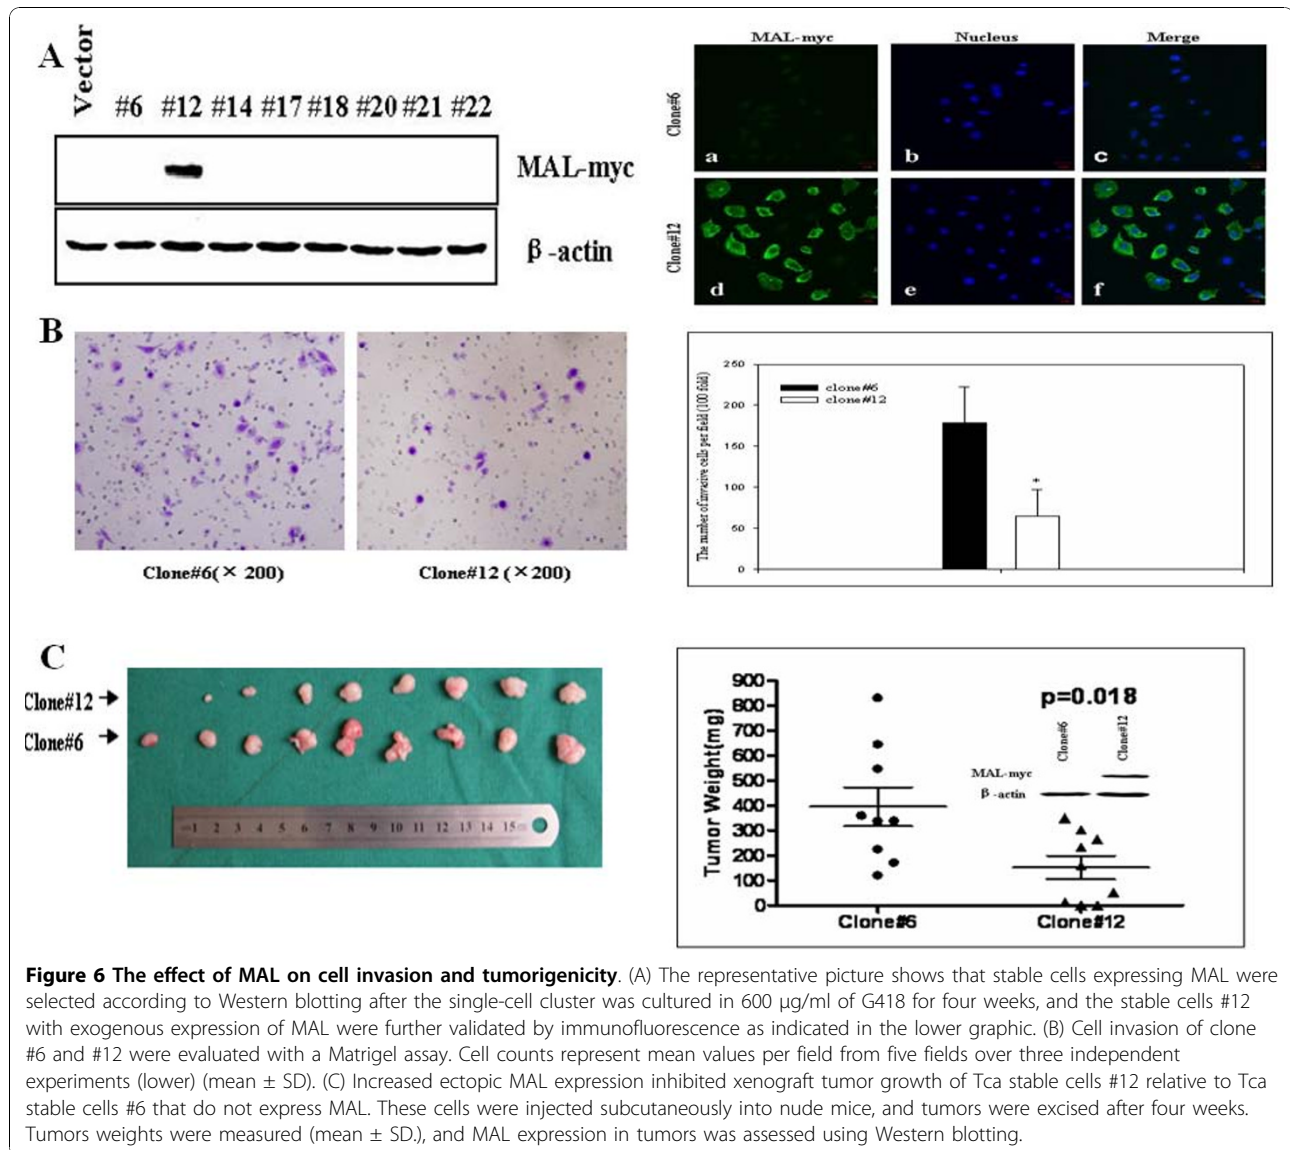 A
Vector
#6 #12 #14 #17 #18 #20 #21 #22
MAL-myc
β-actin
MAL-myc Nucleus Merge
Clone#6
a b c
Clone#12
d e f
B
Clone#6(× 200) Clone#12 (×200)
The number of invasive cells per field (100 fold)
250
200
150
100
50
0
clone#6
clone#12
*
C
Clone#12
Clone#6
1 2 3 4 5 6 7 8 9 10 11 12 13 14 15
Tumor Weight(mg)
900
800
700
600
500
400
300
200
100
0
p=0.018
Clone#6 Clone#12
MAL-myc
β-actin
Clone#6 Clone#12
Figure 6 The effect of MAL on cell invasion and tumorigenicity. (A) The representative picture shows that stable cells expressing MAL were
selected according to Western blotting after the single-cell cluster was cultured in 600 μg/ml of G418 for four weeks, and the stable cells #12
with exogenous expression of MAL were further validated by immunofluorescence as indicated in the lower graphic. (B) Cell invasion of clone
#6 and #12 were evaluated with a Matrigel assay. Cell counts represent mean values per field from five fields over three independent
experiments (lower) (mean ± SD). (C) Increased ectopic MAL expression inhibited xenograft tumor growth of Tca stable cells #12 relative to Tca
stable cells #6 that do not express MAL. These cells were injected subcutaneously into nude mice, and tumors were excised after four weeks.
Tumors weights were measured (mean ± SD.), and MAL expression in tumors was assessed using Western blotting.